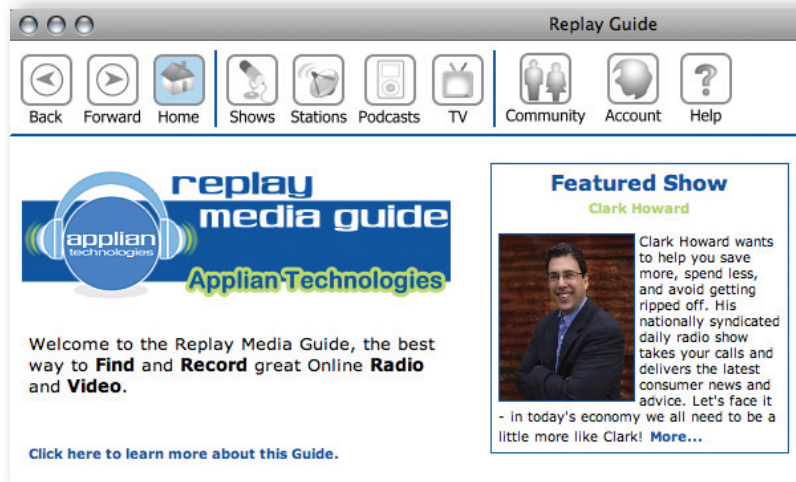 Replay Guide
Back Forward Home Shows Stations Podcasts TV Community Account Help
replay
media guide
applian
technologies
Applian Technologies
Welcome to the Replay Media Guide, the best
way to Find and Record great Online Radio
and Video.
Click here to learn more about this Guide.
Featured Show
Clark Howard
Clark Howard wants
to help you save
more, spend less,
and avoid getting
ripped off. His
nationally syndicated
daily radio show
takes your calls and
delivers the latest
consumer news and
advice. Let's face it
- in today's economy we all need to be a
little more like Clark! More...